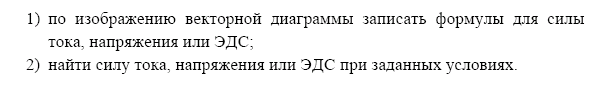 1) по изображению векторной диаграммы записать формулы для силы
тока, напряжения или ЭДС;
2) найти силу тока, напряжения или ЭДС при заданных условиях.